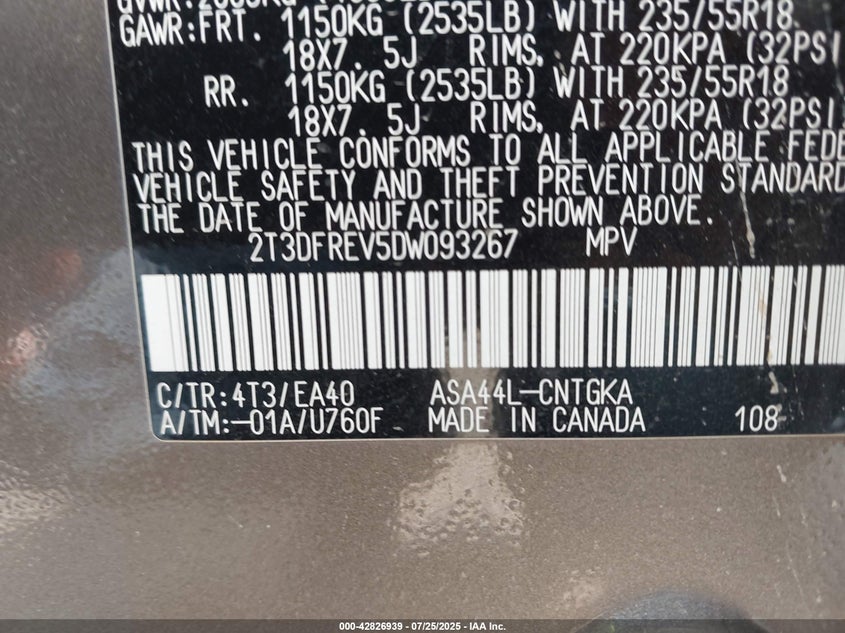 GAWR:FRT. 1150KG (2535LB) WITH 235/55R18
18X7. 5J RIMS, AT 220KPA (32PSI
RR. 1150KG (2535LB) WITH 235/55R18
18X7. 5J RIMS, AT 220KPA (32PSI
THIS VEHICLE CONFORMS TO ALL APPLICABLE FEDE
VEHICLE SAFETY AND THEFT PREVENTION STANDARD
THE DATE OF MANUFACTURE SHOWN ABOVE.
2T3DFREV5DW093267 MPV
C/TR:4T3/EA40 ASA44L-CNTGKA
A/TM:-01A/U760F MADE IN CANADA 108
000-42826939 - 07/25/2025 - IAA Inc.